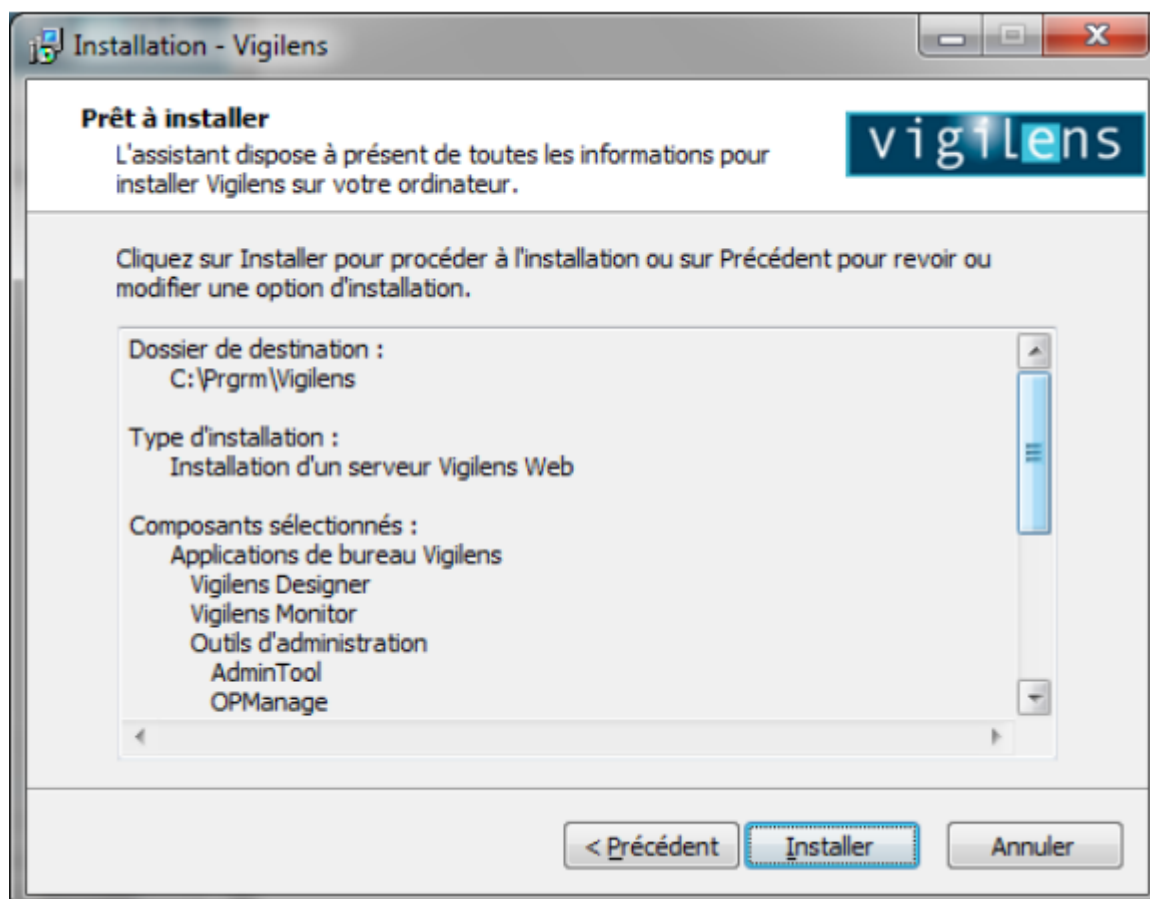 Installation - Vigilens
Prêt à installer
L'assistant dispose à présent de toutes les informations pour
installer Vigilens sur votre ordinateur.
vigilens
Cliquez sur Installer pour procéder à l'installation ou sur Précédent pour revoir ou
modifier une option d'installation.
Dossier de destination :
C:\Prgrm\Vigilens
Type d'installation :
Installation d'un serveur Vigilens Web
Composants sélectionnés :
Applications de bureau Vigilens
Vigilens Designer
Vigilens Monitor
Outils d'administration
AdminTool
OPManage
< Précédent
Installer
Annuler